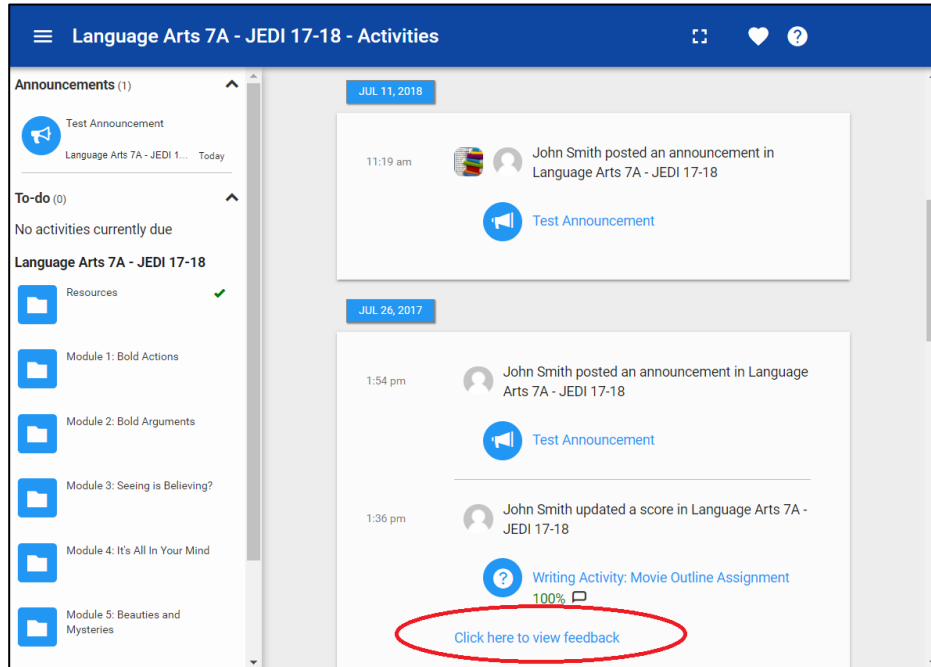 Language Arts 7A - JEDI 17-18 - Activities
Announcements (1)
Test Announcement
Language Arts 7A - JEDI 1... Today
To-do (0)
No activities currently due
Language Arts 7A - JEDI 17-18
Resources
Module 1: Bold Actions
Module 2: Bold Arguments
Module 3: Seeing is Believing?
Module 4: It's All In Your Mind
Module 5: Beauties and
Mysteries
JUL 11, 2018
11:19 am
John Smith posted an announcement in
Language Arts 7A - JEDI 17-18
Test Announcement
JUL 26, 2017
1:54 pm
John Smith posted an announcement in Language
Arts 7A - JEDI 17-18
Test Announcement
1:36 pm
John Smith updated a score in Language Arts 7A -
JEDI 17-18
Writing Activity: Movie Outline Assignment
100%
Click here to view feedback